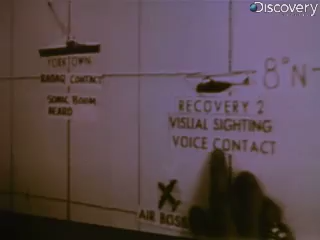 Discovery
YORKTOWN
RADAR CONTACT
SONIC BOOM
HEARD
8°N
RECOVERY 2
VISUAL SIGHTING
VOICE CONTACT
AIR BOSS